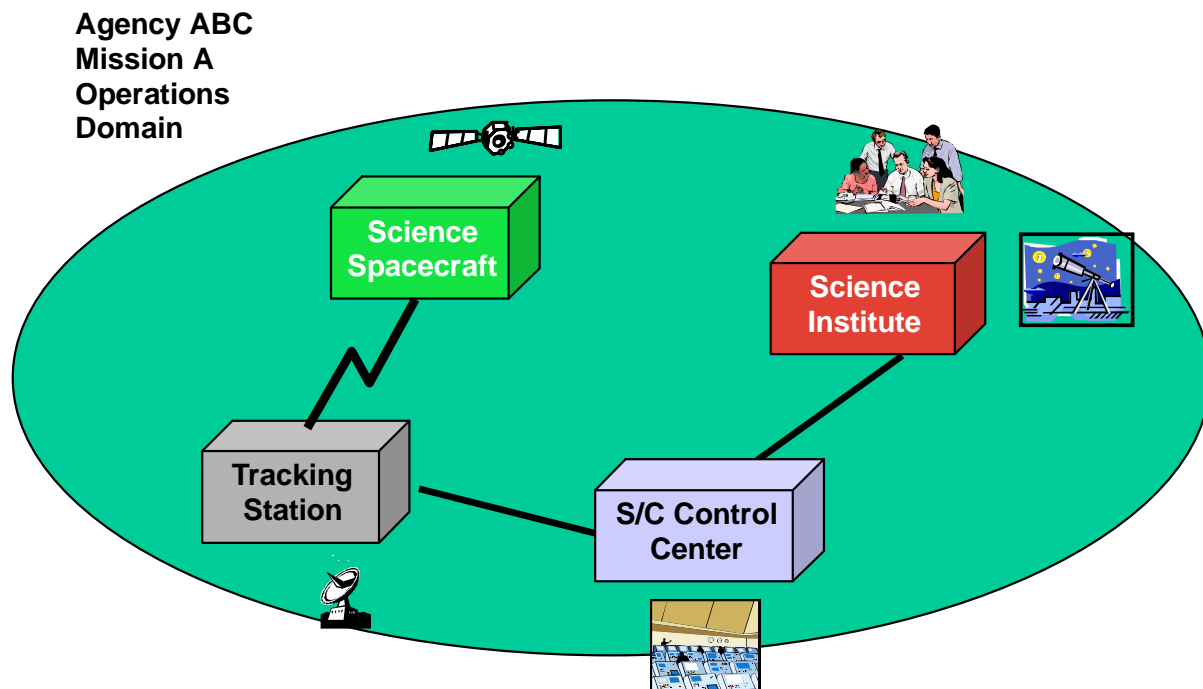 Agency ABC
Mission A
Operations
Domain
Science
Spacecraft
Science
Institute
Tracking
Station
S/C Control
Center